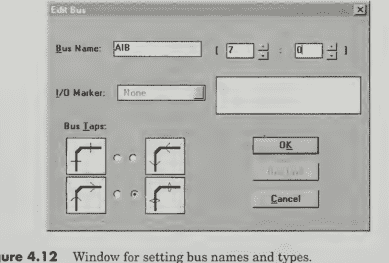 Edit Bus
Bus Name: AIB [ 7 : 0 ]
I/O Marker: None
Bus Taps:
OK
Cancel
ure 4.12 Window for setting bus names and types.